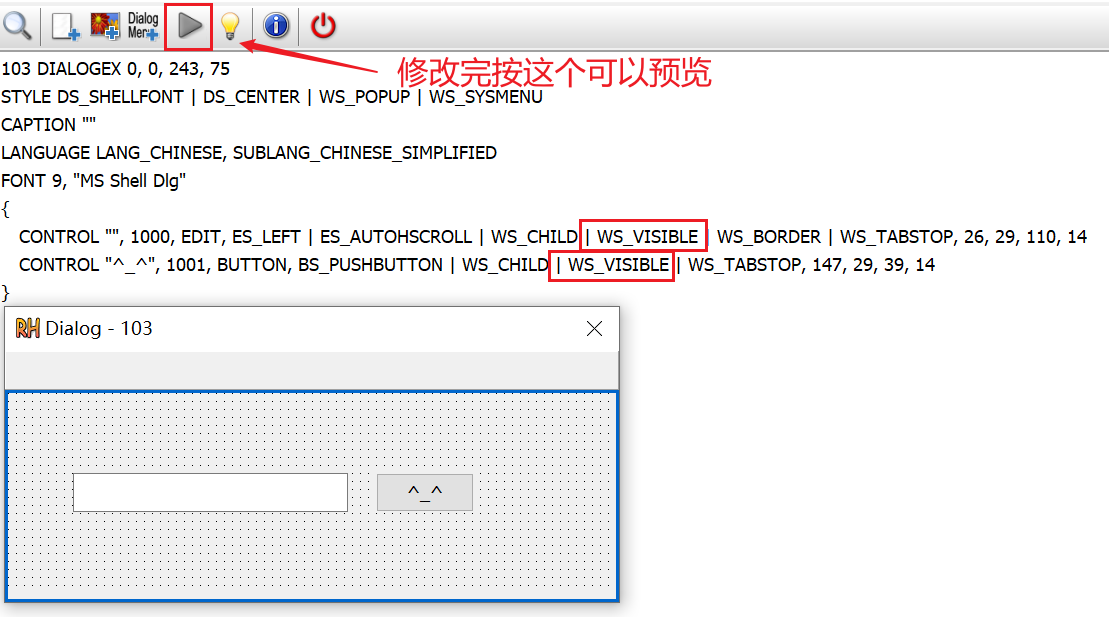 Dialog
Menu
修改完按这个可以预览
103 DIALOGEX 0, 0, 243, 75
STYLE DS_SHELLFONT | DS_CENTER | WS_POPUP | WS_SYSMENU
CAPTION ""
LANGUAGE LANG_CHINESE, SUBLANG_CHINESE_SIMPLIFIED
FONT 9, "MS Shell Dlg"
{
CONTROL "", 1000, EDIT, ES_LEFT | ES_AUTOHSCROLL | WS_CHILD | WS_VISIBLE | WS_BORDER | WS_TABSTOP, 26, 29, 110, 14
CONTROL "^_^", 1001, BUTTON, BS_PUSHBUTTON | WS_CHILD | WS_VISIBLE | WS_TABSTOP, 147, 29, 39, 14
}
RH Dialog - 103
^_^